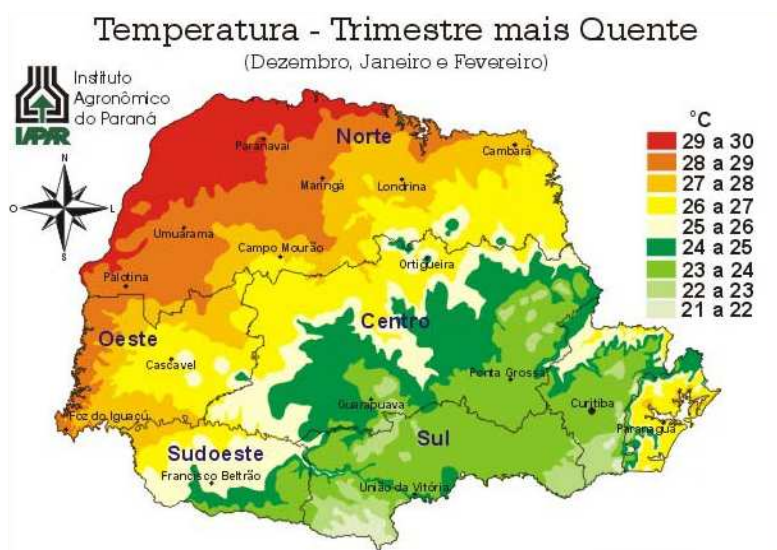 Temperatura - Trimestre mais Quente
(Dezembro, Janeiro e Fevereiro)
Instituto
Agronômico
do Paraná
IAPAR
N
O
L
S
°C
29 a 30
28 a 29
27 a 28
26 a 27
25 a 26
24 a 25
23 a 24
22 a 23
21 a 22
Norte
Paranavaí
Cambará
Maringá
Londrina
Umuarama
Campo Mourão
Ortigueira
Palotina
Oeste
Centro
Cascavel
Ponta Grossa
Guarapuava
Curitiba
Foz do Iguaçú
Paranaguá
Sul
Sudoeste
Francisco Beltrão
União da Vitória